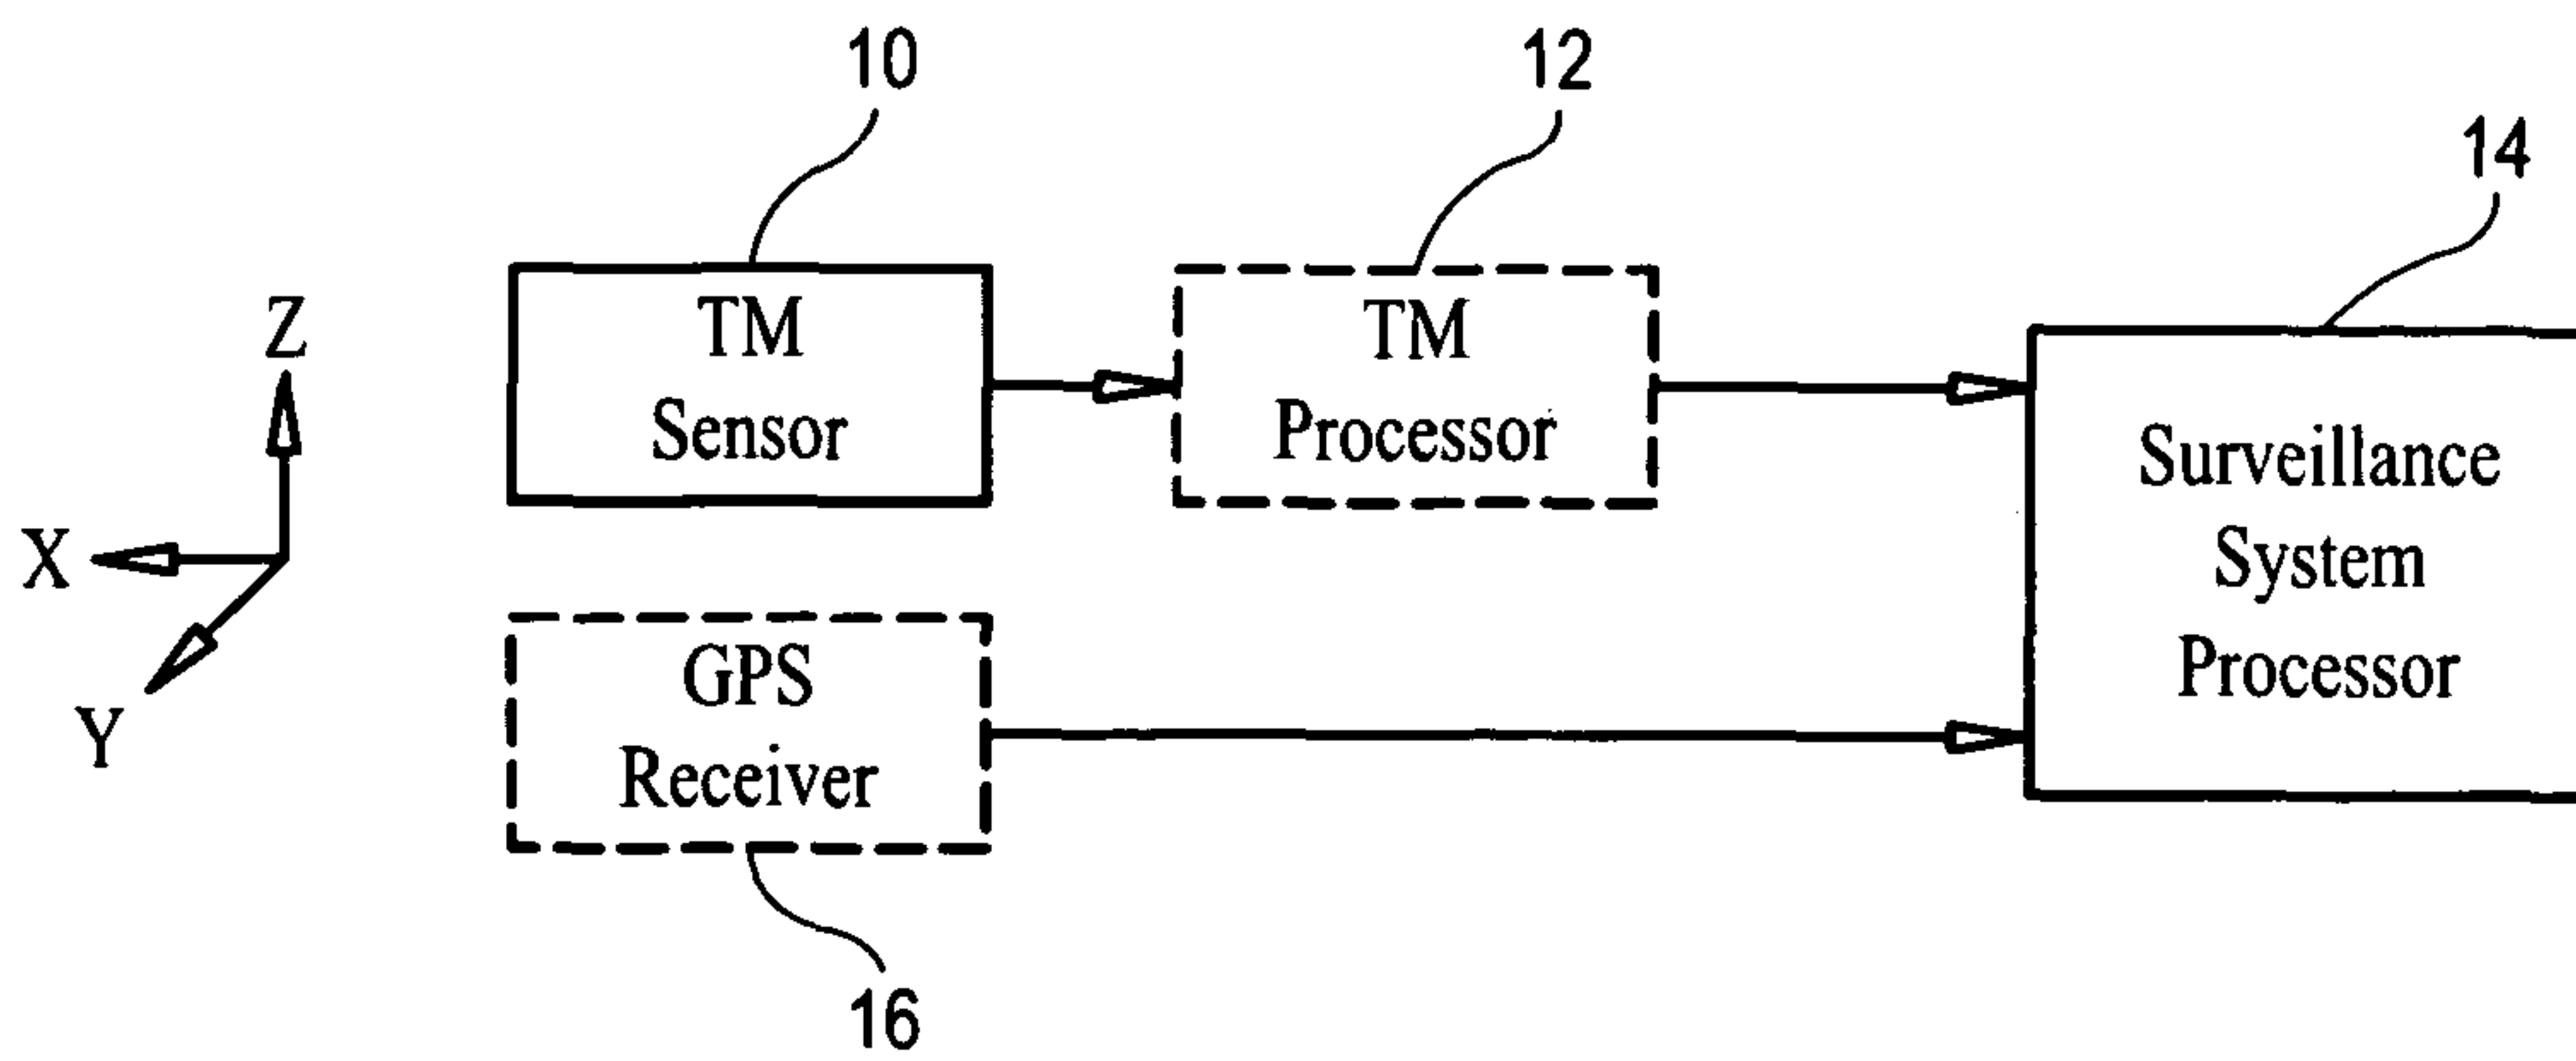 10
12
14
TM
Sensor
TM
Processor
Surveillance
System
Processor
Z
X
Y
GPS
Receiver
16